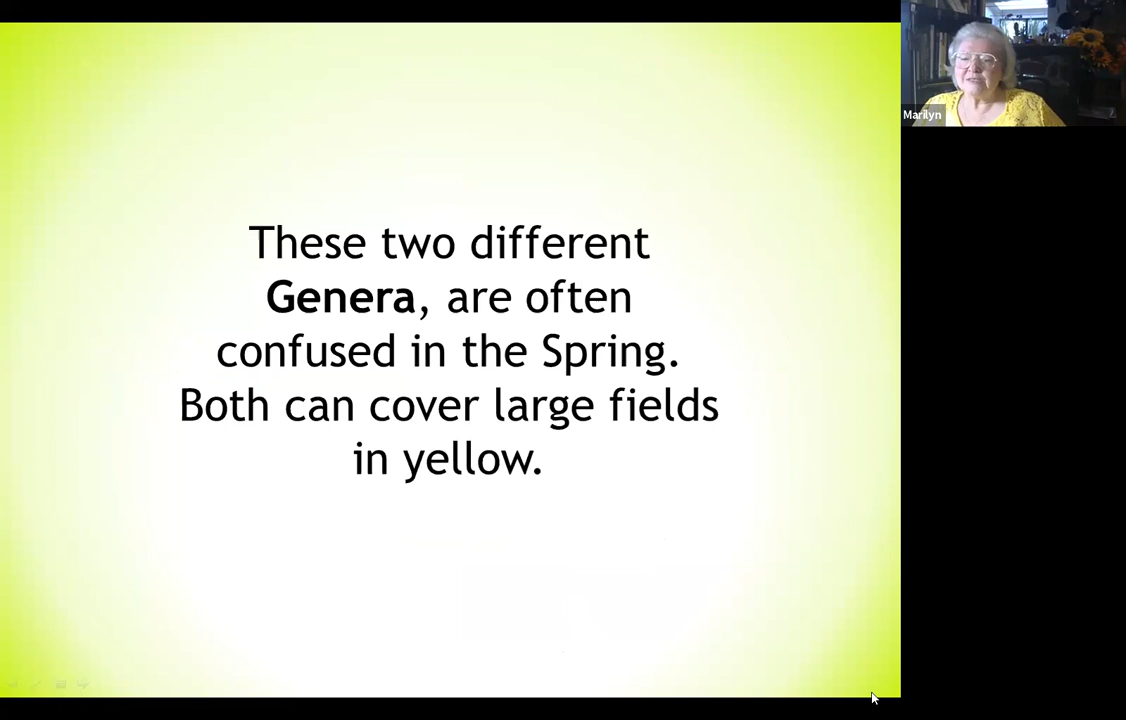 These two different
Genera, are often
confused in the Spring.
Both can cover large fields
in yellow.
Marilyn